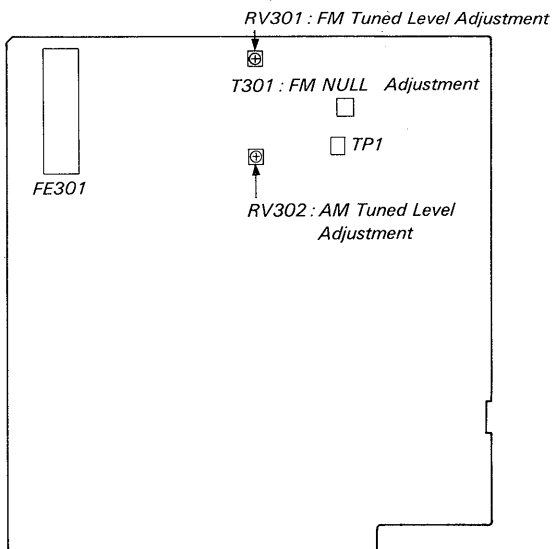 RV301 : FM Tuned Level Adjustment
T301 : FM NULL Adjustment
TP1
FE301
RV302 : AM Tuned Level
Adjustment